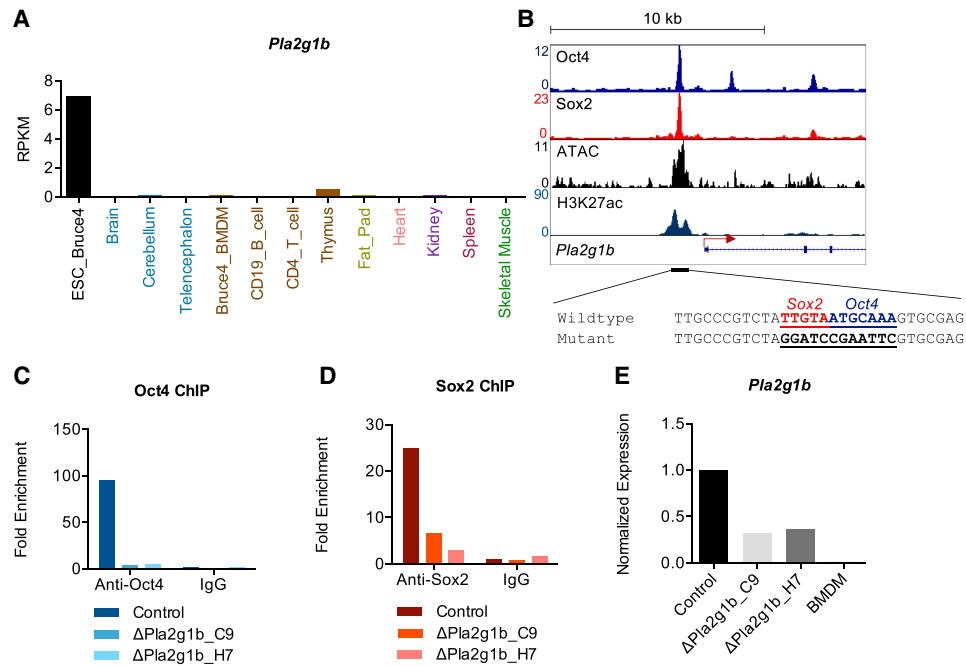 A
Pla2g1b
RPKM
8
6
4
2
0
ESC_Bruce4
Brain
Cerebellum
Telencephalon
Bruce4_BMDM
CD19_B_cell
CD4_T_cell
Thymus
Fat_Pad
Heart
Kidney
Spleen
Skeletal Muscle
B
10 kb
12
Oct4
0
23
Sox2
0
11
ATAC
0
90
H3K27ac
0
Pla2g1b
Sox2 Oct4
Wildtype TTGCCCGTCTATTGTAATGCAAAGTGCGAG
Mutant TTGCCCGTCTAGGATCCGAATTCGTGCGAG
C
Oct4 ChIP
Fold Enrichment
150
100
50
0
Anti-Oct4 IgG
Control
ΔPla2g1b_C9
ΔPla2g1b_H7
D
Sox2 ChIP
Fold Enrichment
30
20
10
0
Anti-Sox2 IgG
Control
ΔPla2g1b_C9
ΔPla2g1b_H7
E
Pla2g1b
Normalized Expression
1.5
1.0
0.5
0.0
Control
ΔPla2g1b_C9
ΔPla2g1b_H7
BMDM